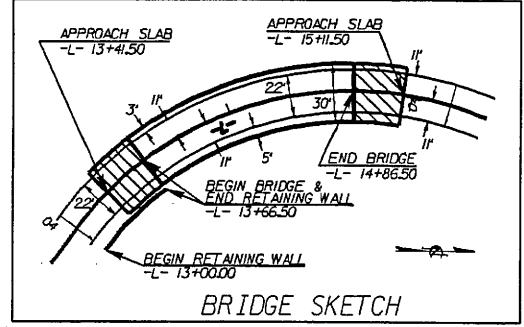 APPROACH SLAB
-L- 13+41.50
APPROACH SLAB
-L- 15+11.50
11'
3'
11'
22'
30'
-L-
11'
5'
11'
END BRIDGE
-L- 14+86.50
22'
BEGIN BRIDGE &
END RETAINING WALL
-L- 13+66.50
BEGIN RETAINING WALL
-L- 13+00.00
BRIDGE SKETCH